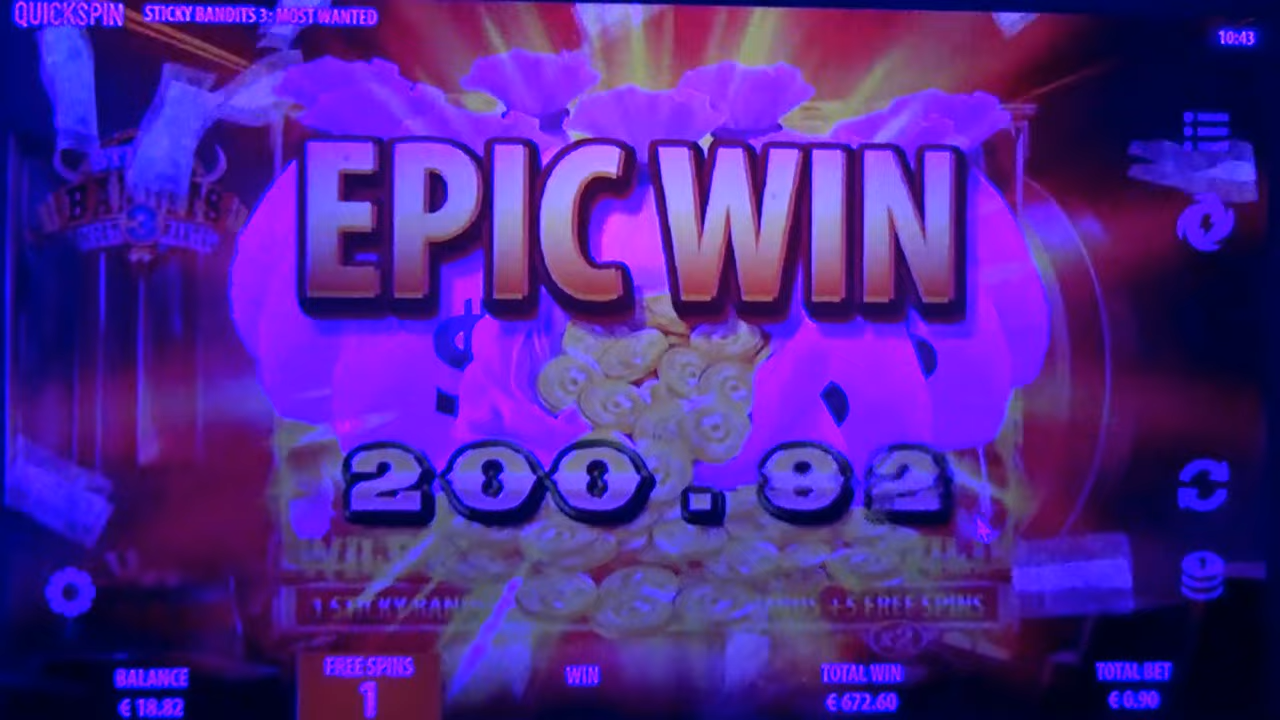 QUICKSPIN STICKY BANDITS 3: MOST WANTED
10:43
EPIC WIN
200.82
+5 FREE SPINS
BALANCE
€ 18.82
FREE SPINS
1
WIN
TOTAL WIN
€ 672.60
TOTAL BET
€ 0.90